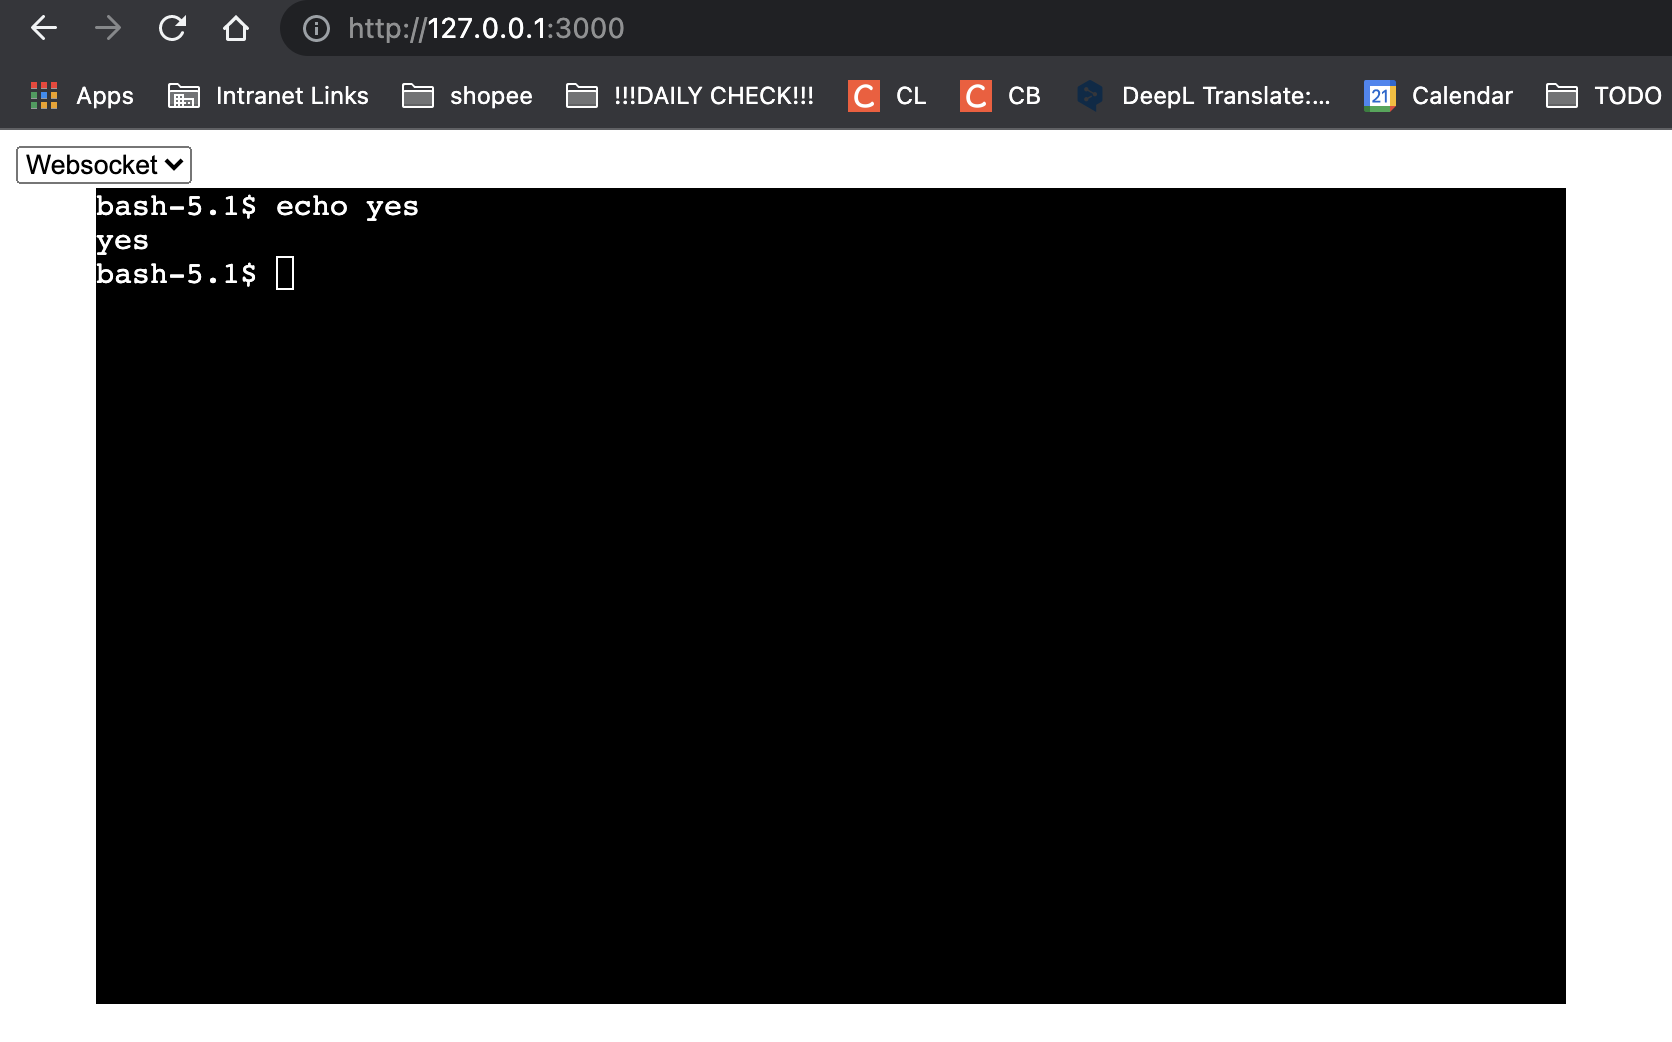 http://127.0.0.1:3000
Apps Intranet Links shopee !!!DAILY CHECK!!! C CL C CB DeepL Translate:... 21 Calendar TODO
Websocket
bash-5.1$ echo yes
yes
bash-5.1$